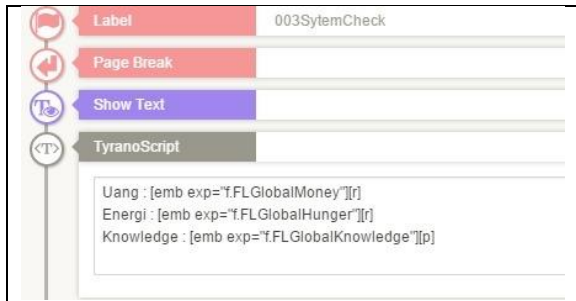 Label 003SytemCheck
Page Break
Show Text
<T> TyranoScript
Uang : [emb exp="f.FLGlobalMoney"][r]
Energi : [emb exp="f.FLGlobalHunger"][r]
Knowledge : [emb exp="f.FLGlobalKnowledge"][p]